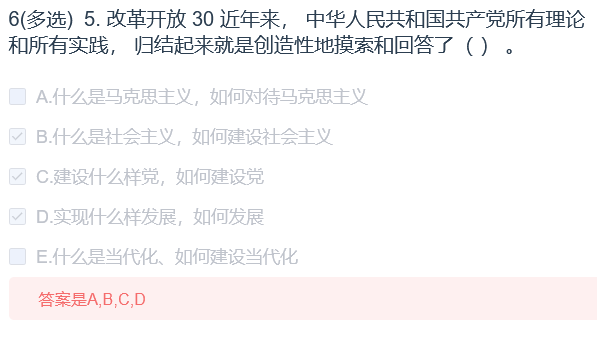 6(多选)  5. 改革开放 30 近年来， 中华人民共和国共产党所有理论
和所有实践， 归结起来就是创造性地摸索和回答了（ ） 。
A.什么是马克思主义，如何对待马克思主义
B.什么是社会主义，如何建设社会主义
C.建设什么样党，如何建设党
D.实现什么样发展，如何发展
E.什么是当代化、如何建设当代化
答案是A,B,C,D